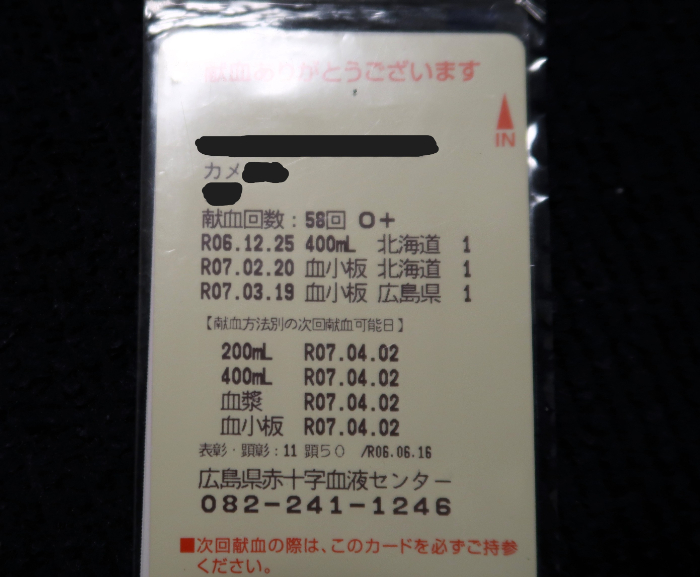 献血ありがとうございます
IN
カメ
献血回数：58回 O+
R06.12.25 400mL 北海道 1
R07.02.20 血小板 北海道 1
R07.03.19 血小板 広島県 1
【献血方法別の次回献血可能日】
200mL R07.04.02
400mL R07.04.02
血漿 R07.04.02
血小板 R07.04.02
表彰・顕彰：11 顕50 /R06.06.16
広島県赤十字血液センター
082-241-1246
■次回献血の際は、このカードを必ずご持参
ください。